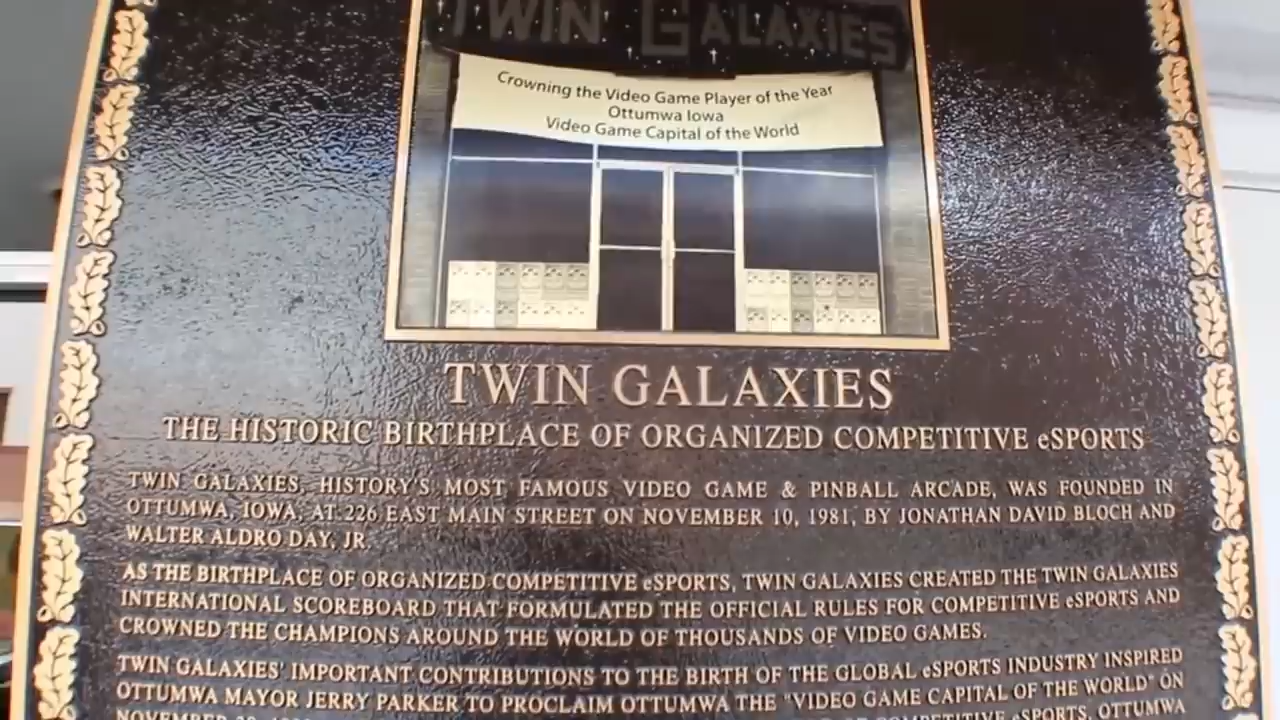 TWIN GALAXIES
Crowning the Video Game Player of the Year
Ottumwa Iowa
Video Game Capital of the World
TWIN GALAXIES
THE HISTORIC BIRTHPLACE OF ORGANIZED COMPETITIVE eSPORTS
TWIN GALAXIES, HISTORY'S MOST FAMOUS VIDEO GAME & PINBALL ARCADE, WAS FOUNDED IN
OTTUMWA, IOWA, AT 226 EAST MAIN STREET ON NOVEMBER 10, 1981, BY JONATHAN DAVID BLOCH AND
WALTER ALDRO DAY, JR.
AS THE BIRTHPLACE OF ORGANIZED COMPETITIVE eSPORTS, TWIN GALAXIES CREATED THE TWIN GALAXIES
INTERNATIONAL SCOREBOARD THAT FORMULATED THE OFFICIAL RULES FOR COMPETITIVE eSPORTS AND
CROWNED THE CHAMPIONS AROUND THE WORLD OF THOUSANDS OF VIDEO GAMES.
TWIN GALAXIES' IMPORTANT CONTRIBUTIONS TO THE BIRTH OF THE GLOBAL eSPORTS INDUSTRY INSPIRED
OTTUMWA MAYOR JERRY PARKER TO PROCLAIM OTTUMWA THE "VIDEO GAME CAPITAL OF THE WORLD" ON
NOVEMBER COMPETITIVE eSPORTS, OTTUMWA